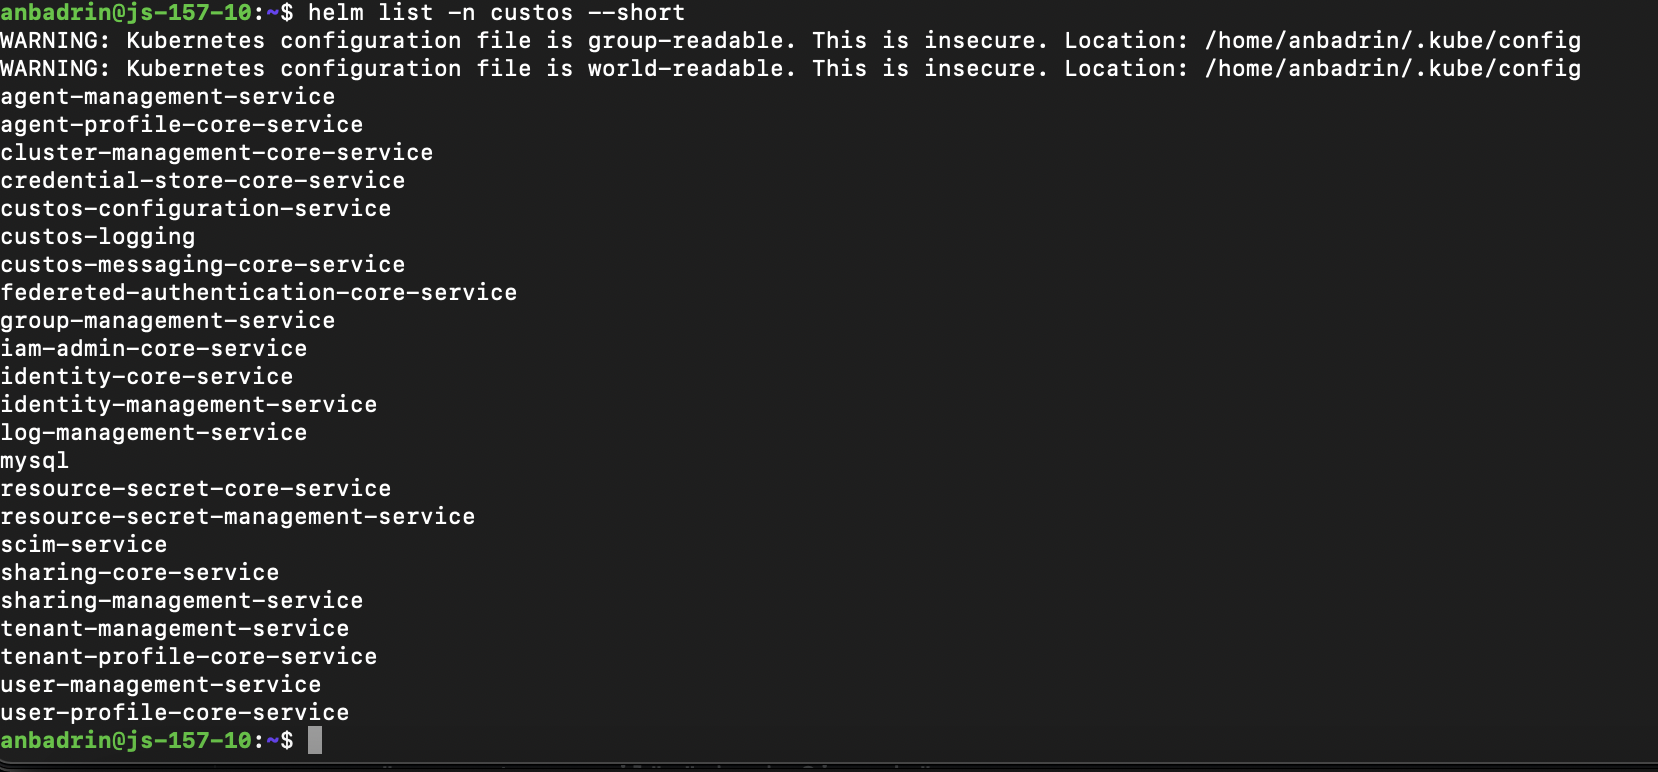 anbadrin@js-157-10:~$ helm list -n custos --short
WARNING: Kubernetes configuration file is group-readable. This is insecure. Location: /home/anbadrin/.kube/config
WARNING: Kubernetes configuration file is world-readable. This is insecure. Location: /home/anbadrin/.kube/config
agent-management-service
agent-profile-core-service
cluster-management-core-service
credential-store-core-service
custos-configuration-service
custos-logging
custos-messaging-core-service
federeted-authentication-core-service
group-management-service
iam-admin-core-service
identity-core-service
identity-management-service
log-management-service
mysql
resource-secret-core-service
resource-secret-management-service
scim-service
sharing-core-service
sharing-management-service
tenant-management-service
tenant-profile-core-service
user-management-service
user-profile-core-service
anbadrin@js-157-10:~$